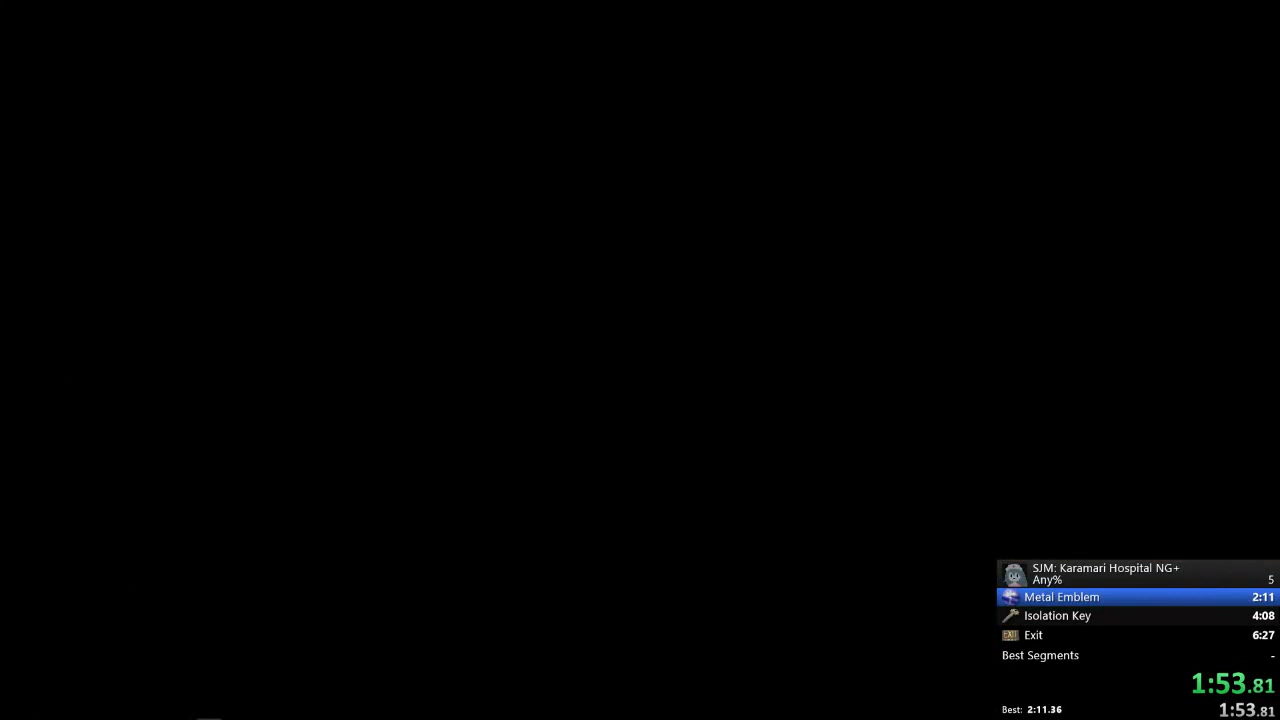 SJM: Karamari Hospital NG+
Any% 5
Metal Emblem 2:11
Isolation Key 4:08
EXIT Exit 6:27
Best Segments -
1:53.81
Best: 2:11.36 1:53.81